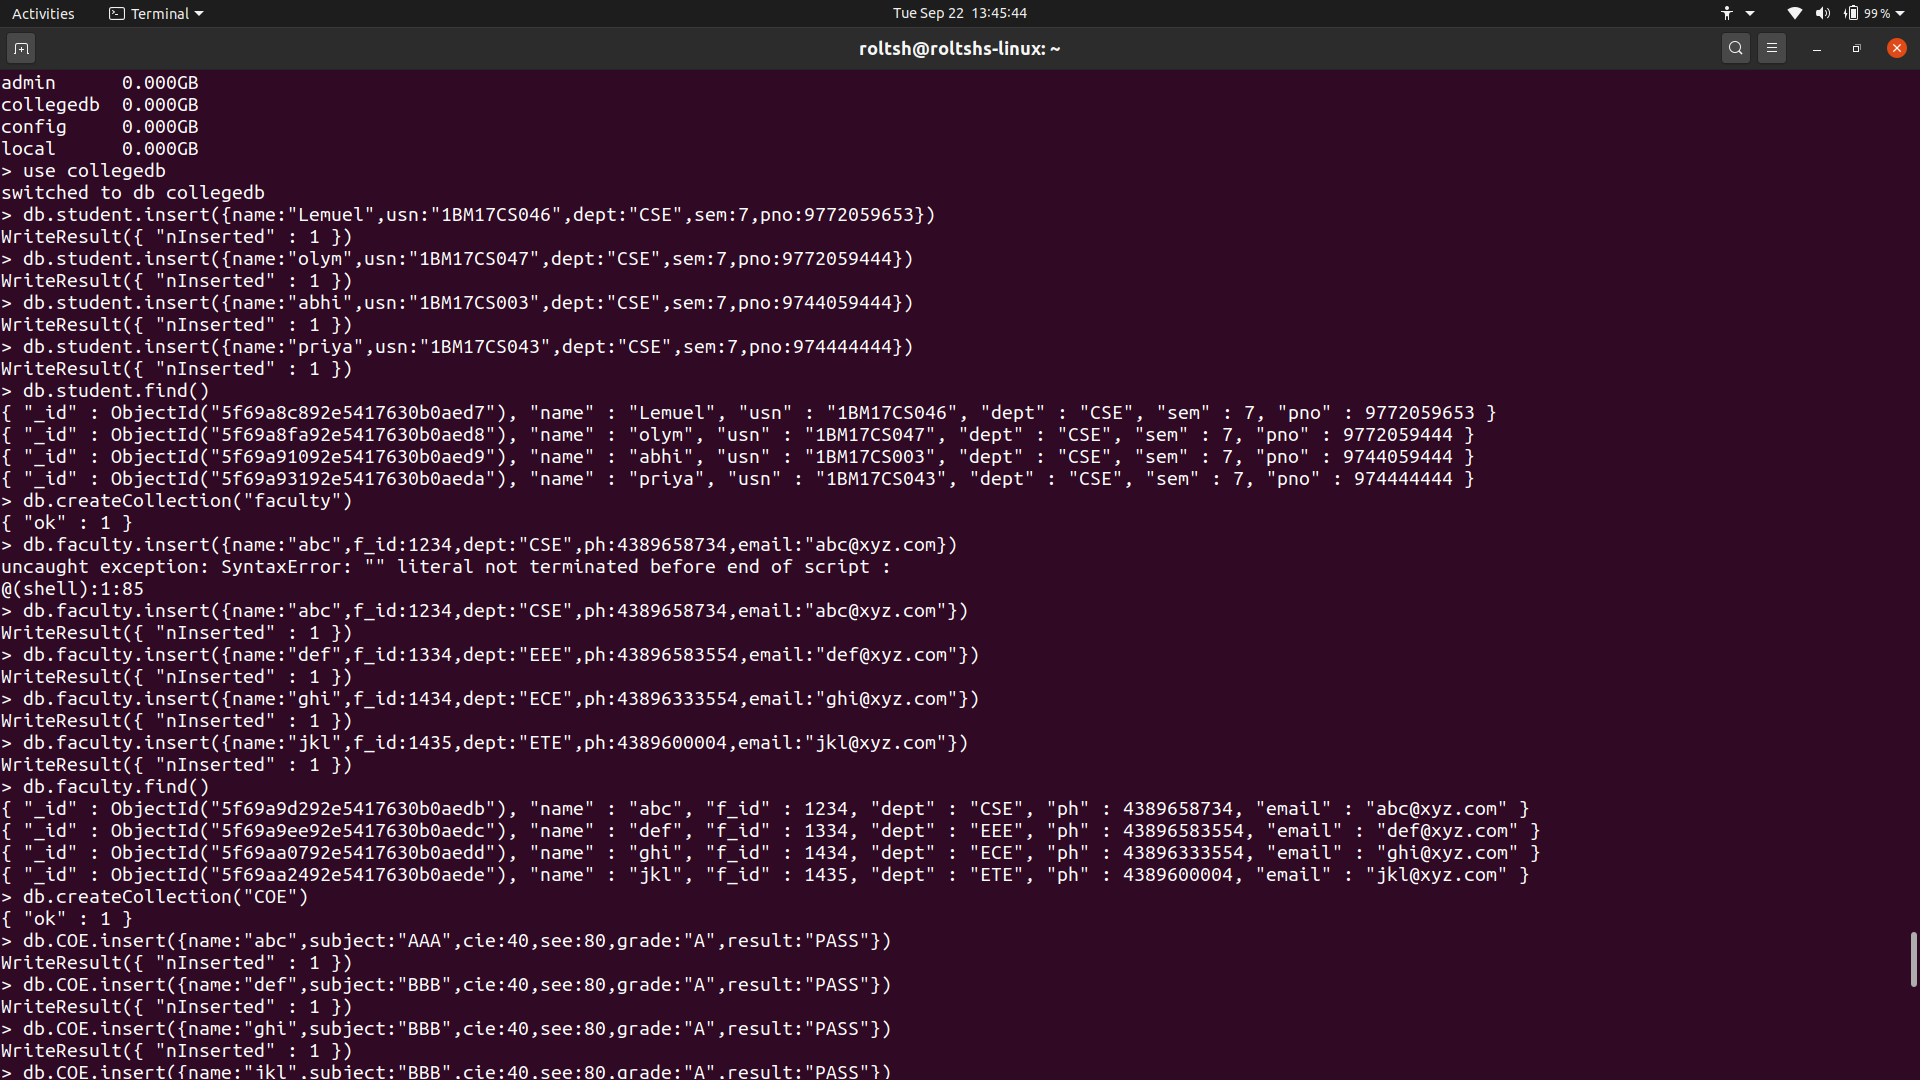 Activities Terminal Tue Sep 22 13:45:44 99 %
roltsh@roltshs-linux: ~
admin 0.000GB
collegedb 0.000GB
config 0.000GB
local 0.000GB
> use collegedb
switched to db collegedb
> db.student.insert({name:"Lemuel",usn:"1BM17CS046",dept:"CSE",sem:7,pno:9772059653})
WriteResult({ "nInserted" : 1 })
> db.student.insert({name:"olym",usn:"1BM17CS047",dept:"CSE",sem:7,pno:9772059444})
WriteResult({ "nInserted" : 1 })
> db.student.insert({name:"abhi",usn:"1BM17CS003",dept:"CSE",sem:7,pno:9744059444})
WriteResult({ "nInserted" : 1 })
> db.student.insert({name:"priya",usn:"1BM17CS043",dept:"CSE",sem:7,pno:974444444})
WriteResult({ "nInserted" : 1 })
> db.student.find()
{ "_id" : ObjectId("5f69a8c892e5417630b0aed7"), "name" : "Lemuel", "usn" : "1BM17CS046", "dept" : "CSE", "sem" : 7, "pno" : 9772059653 }
{ "_id" : ObjectId("5f69a8fa92e5417630b0aed8"), "name" : "olym", "usn" : "1BM17CS047", "dept" : "CSE", "sem" : 7, "pno" : 9772059444 }
{ "_id" : ObjectId("5f69a91092e5417630b0aed9"), "name" : "abhi", "usn" : "1BM17CS003", "dept" : "CSE", "sem" : 7, "pno" : 9744059444 }
{ "_id" : ObjectId("5f69a93192e5417630b0aeda"), "name" : "priya", "usn" : "1BM17CS043", "dept" : "CSE", "sem" : 7, "pno" : 974444444 }
> db.createCollection("faculty")
{ "ok" : 1 }
> db.faculty.insert({name:"abc",f_id:1234,dept:"CSE",ph:4389658734,email:"abc@xyz.com})
uncaught exception: SyntaxError: "" literal not terminated before end of script :
@(shell):1:85
> db.faculty.insert({name:"abc",f_id:1234,dept:"CSE",ph:4389658734,email:"abc@xyz.com"})
WriteResult({ "nInserted" : 1 })
> db.faculty.insert({name:"def",f_id:1334,dept:"EEE",ph:43896583554,email:"def@xyz.com"})
WriteResult({ "nInserted" : 1 })
> db.faculty.insert({name:"ghi",f_id:1434,dept:"ECE",ph:43896333554,email:"ghi@xyz.com"})
WriteResult({ "nInserted" : 1 })
> db.faculty.insert({name:"jkl",f_id:1435,dept:"ETE",ph:4389600004,email:"jkl@xyz.com"})
WriteResult({ "nInserted" : 1 })
> db.faculty.find()
{ "_id" : ObjectId("5f69a9d292e5417630b0aedb"), "name" : "abc", "f_id" : 1234, "dept" : "CSE", "ph" : 4389658734, "email" : "abc@xyz.com" }
{ "_id" : ObjectId("5f69a9ee92e5417630b0aedc"), "name" : "def", "f_id" : 1334, "dept" : "EEE", "ph" : 43896583554, "email" : "def@xyz.com" }
{ "_id" : ObjectId("5f69aa0792e5417630b0aedd"), "name" : "ghi", "f_id" : 1434, "dept" : "ECE", "ph" : 43896333554, "email" : "ghi@xyz.com" }
{ "_id" : ObjectId("5f69aa2492e5417630b0aede"), "name" : "jkl", "f_id" : 1435, "dept" : "ETE", "ph" : 4389600004, "email" : "jkl@xyz.com" }
> db.createCollection("COE")
{ "ok" : 1 }
> db.COE.insert({name:"abc",subject:"AAA",cie:40,see:80,grade:"A",result:"PASS"})
WriteResult({ "nInserted" : 1 })
> db.COE.insert({name:"def",subject:"BBB",cie:40,see:80,grade:"A",result:"PASS"})
WriteResult({ "nInserted" : 1 })
> db.COE.insert({name:"ghi",subject:"BBB",cie:40,see:80,grade:"A",result:"PASS"})
WriteResult({ "nInserted" : 1 })
> db.COE.insert({name:"jkl",subject:"BBB",cie:40,see:80,grade:"A",result:"PASS"})